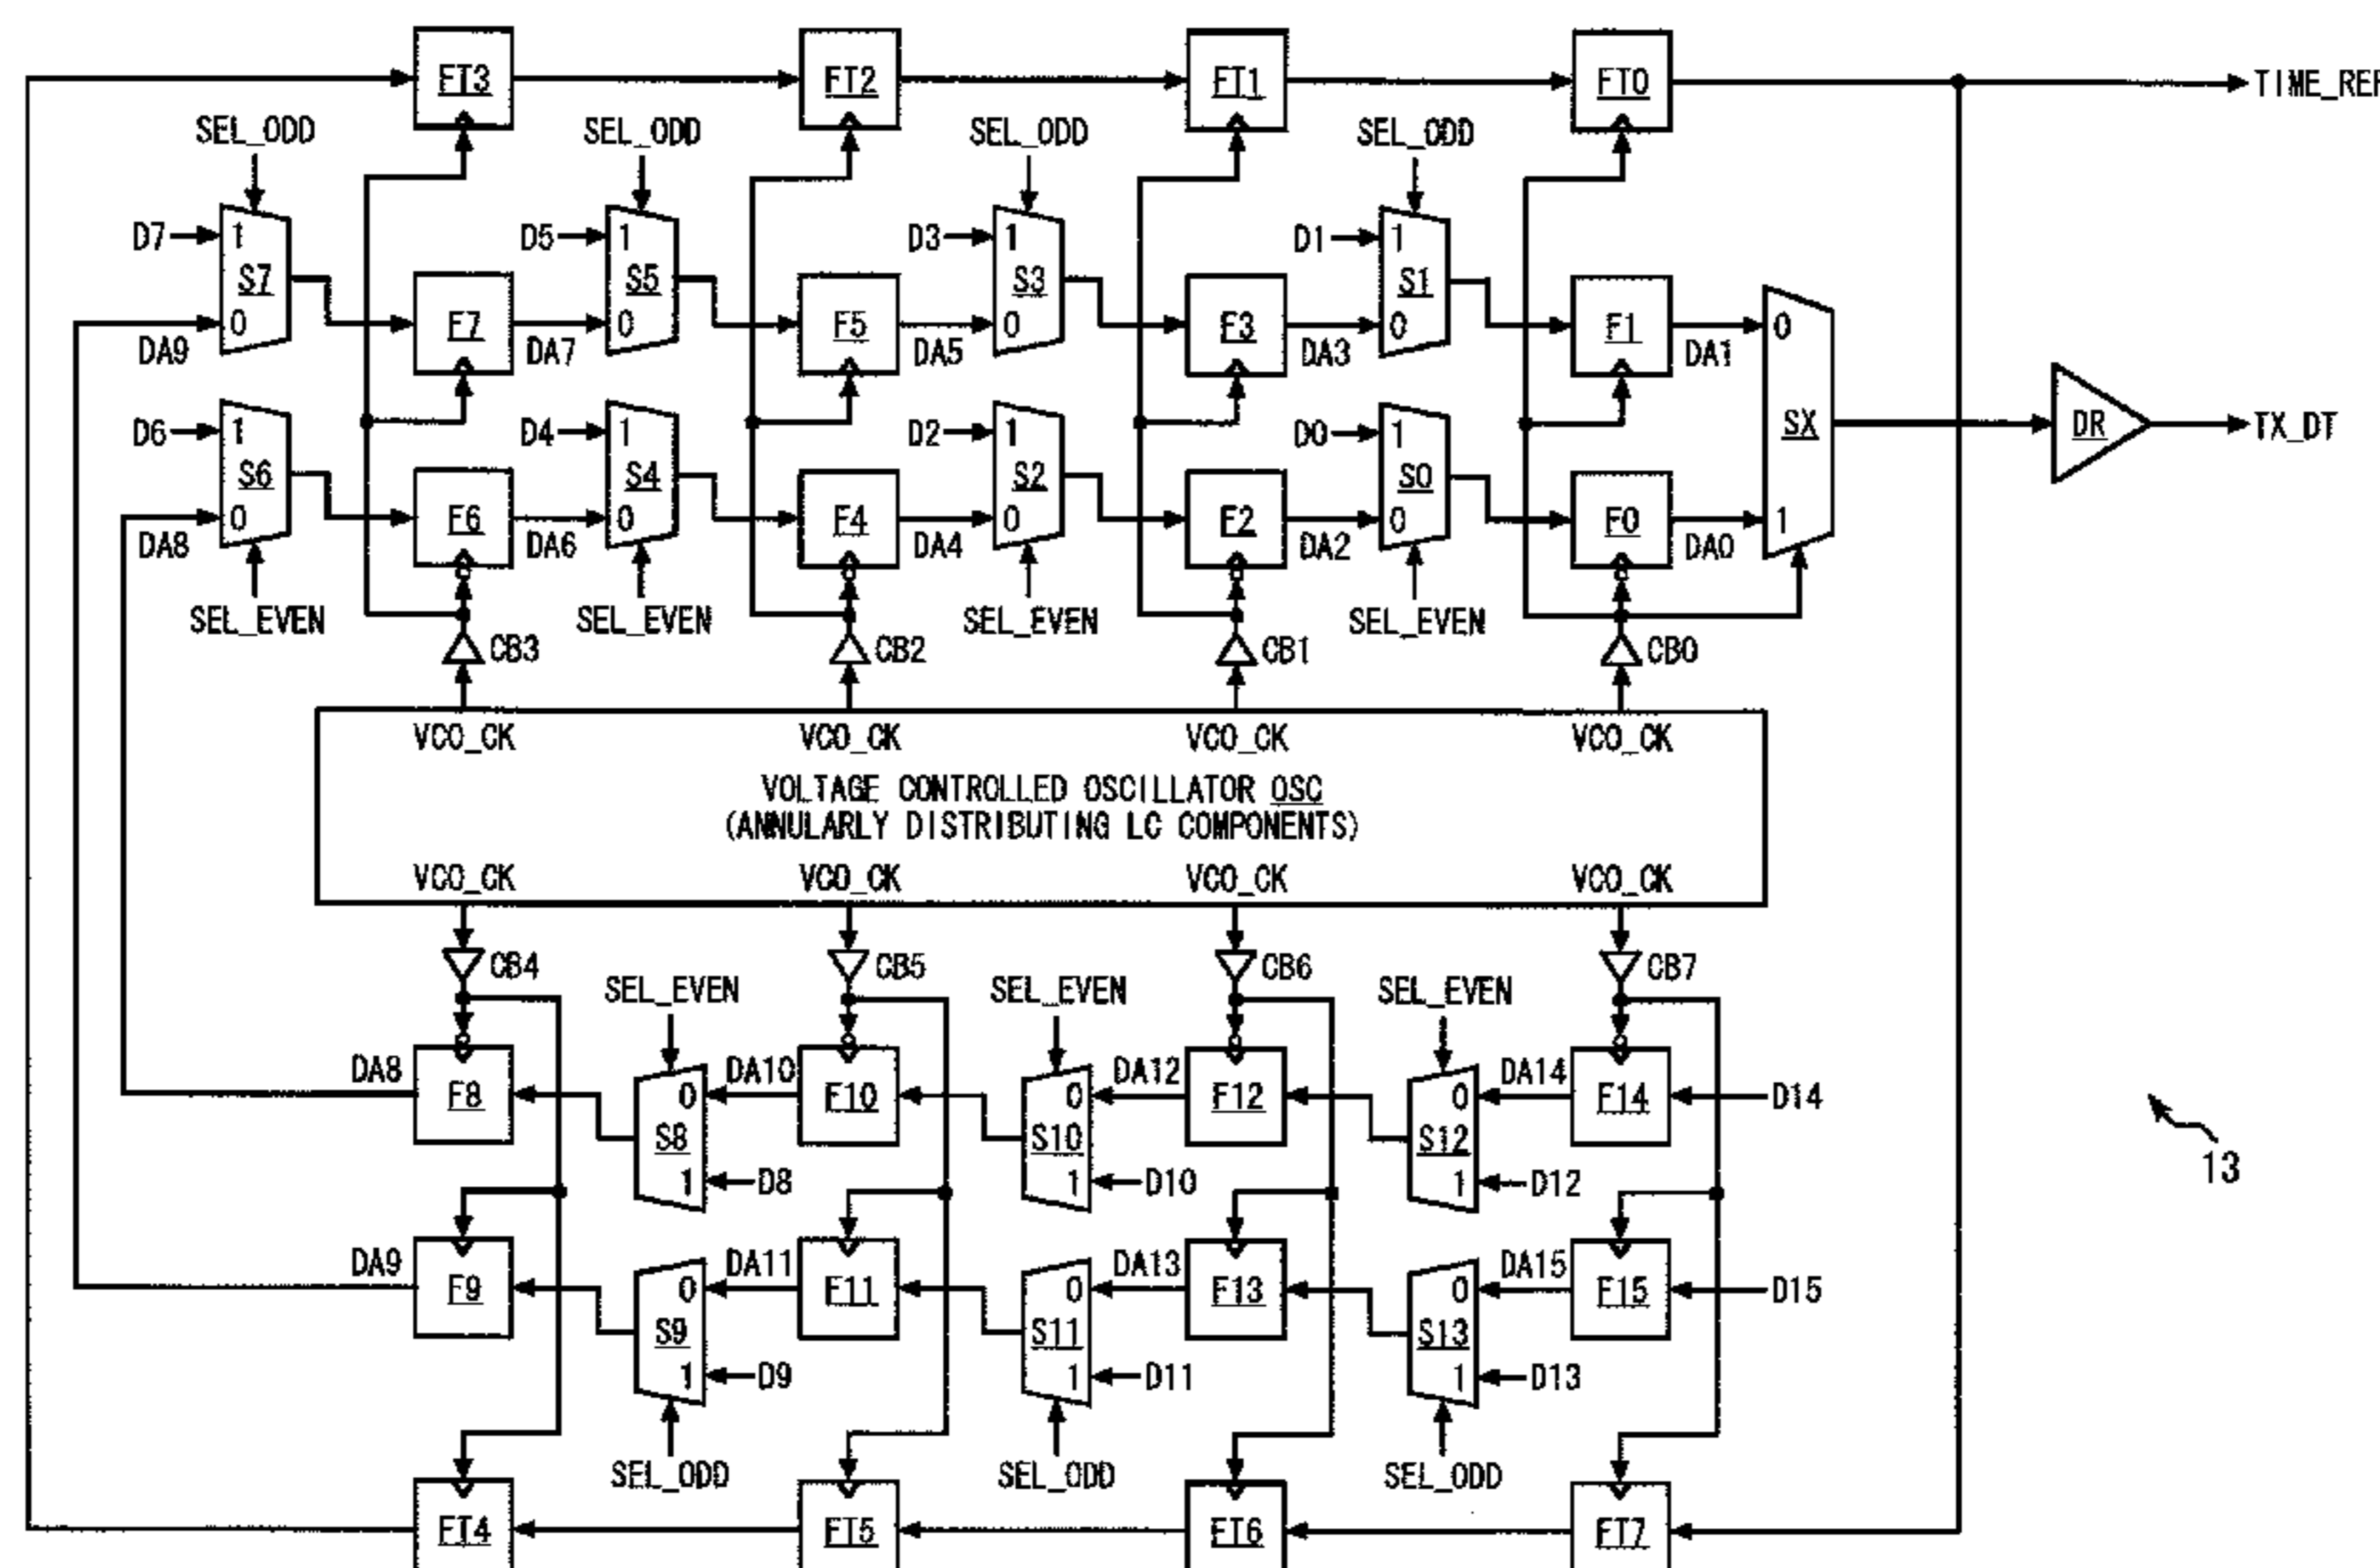 FT3 FT2 FT1 FT0
TIME_REF
SEL_ODD SEL_ODD SEL_ODD SEL_ODD
D7 1 D5 1 D3 1 D1 1
S7 S5 S3 S1
0 F7 0 F5 0 F3 0 F1 0
DA9 DA7 DA5 DA3 DA1
D6 1 D4 1 D2 1 D0 1 SX DR TX_DT
S6 S4 S2 S0
0 F6 0 F4 0 F2 0 F0 1
DA8 DA6 DA4 DA2 DA0
SEL_EVEN SEL_EVEN SEL_EVEN SEL_EVEN
CB3 CB2 CB1 CB0
VCO_CK VCO_CK VCO_CK VCO_CK
VOLTAGE CONTROLLED OSCILLATOR OSC
(ANNULARLY DISTRIBUTING LC COMPONENTS)
VCO_CK VCO_CK VCO_CK VCO_CK
CB4 CB5 CB6 CB7
SEL_EVEN SEL_EVEN SEL_EVEN
DA8 DA10 DA12 DA14
F8 0 F10 0 F12 0 F14 D14
S8 S10 S12
1 D8 1 D10 1 D12
13
DA9 DA11 DA13 DA15
F9 0 F11 0 F13 0 F15 D15
S9 S11 S13
1 D9 1 D11 1 D13
SEL_ODD SEL_ODD SEL_ODD
FT4 FT5 FT6 FT7